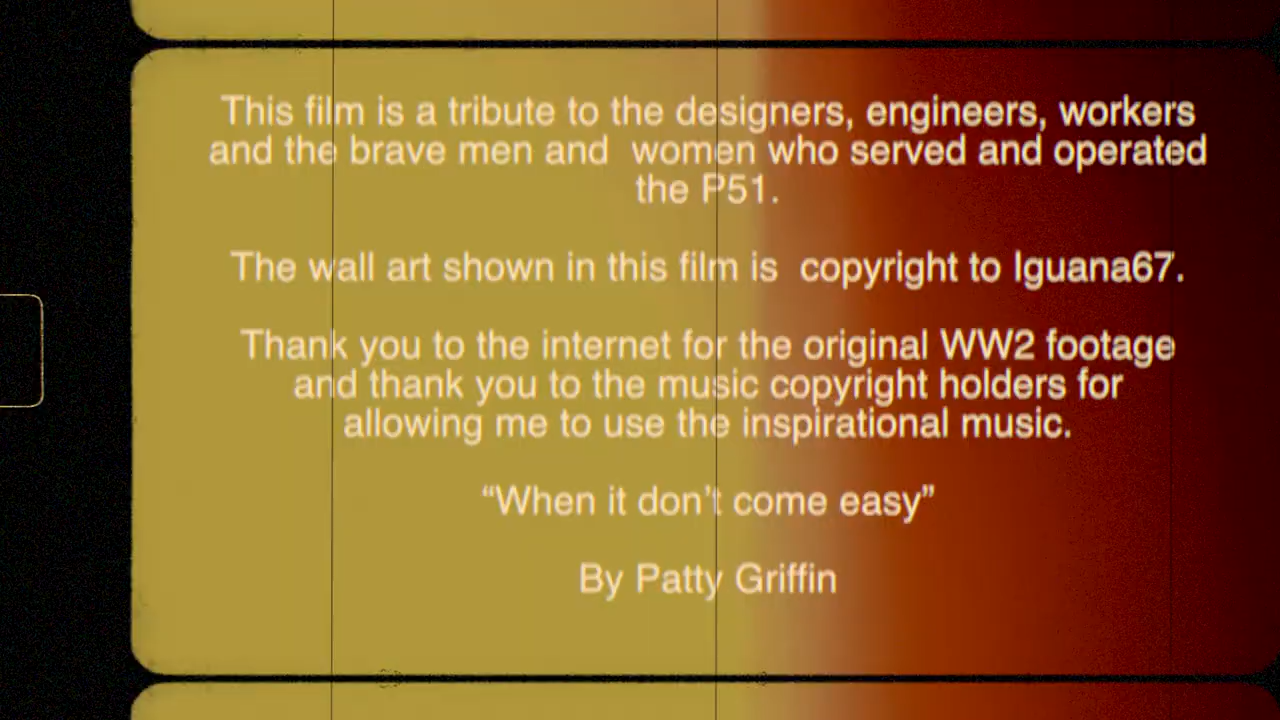 This film is a tribute to the designers, engineers, workers
and the brave men and  women who served and operated
the P51.
The wall art shown in this film is  copyright to Iguana67.
Thank you to the internet for the original WW2 footage
and thank you to the music copyright holders for
allowing me to use the inspirational music.
“When it don’t come easy”
By Patty Griffin